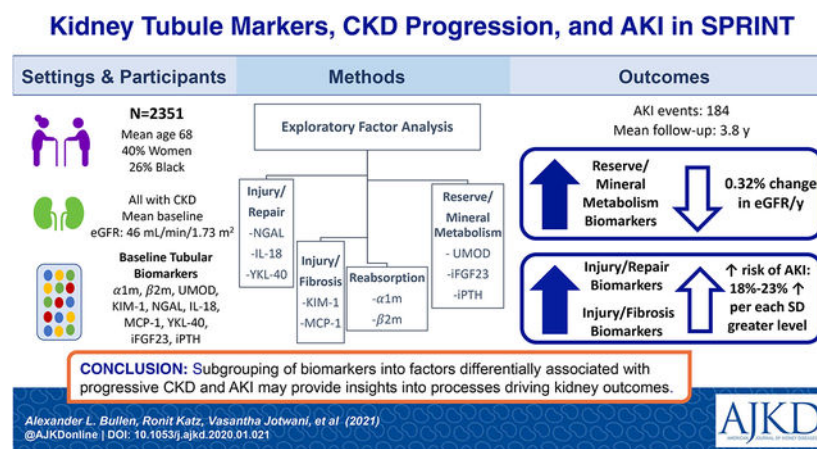 Kidney Tubule Markers, CKD Progression, and AKI in SPRINT
Settings & Participants
N=2351
Mean age 68
40% Women
26% Black
All with CKD
Mean baseline
eGFR: 46 mL/min/1.73 m²
Baseline Tubular
Biomarkers
α1m, β2m, UMOD,
KIM-1, NGAL, IL-18,
MCP-1, YKL-40,
iFGF23, iPTH
Methods
Exploratory Factor Analysis
Injury/
Repair
-NGAL
-IL-18
-YKL-40
Injury/
Fibrosis
-KIM-1
-MCP-1
Reabsorption
-α1m
-β2m
Reserve/
Mineral
Metabolism
- UMOD
-iFGF23
-iPTH
Outcomes
AKI events: 184
Mean follow-up: 3.8 y
Reserve/
Mineral
Metabolism
Biomarkers
0.32% change
in eGFR/y
Injury/Repair
Biomarkers
Injury/Fibrosis
Biomarkers
↑ risk of AKI:
18%-23% ↑
per each SD
greater level
CONCLUSION: Subgrouping of biomarkers into factors differentially associated with
progressive CKD and AKI may provide insights into processes driving kidney outcomes.
Alexander L. Bullen, Ronit Katz, Vasantha Jotwani, et al (2021)
@AJKDonline | DOI: 10.1053/j.ajkd.2020.01.021
AJKD
AMERICAN JOURNAL OF KIDNEY DISEASES